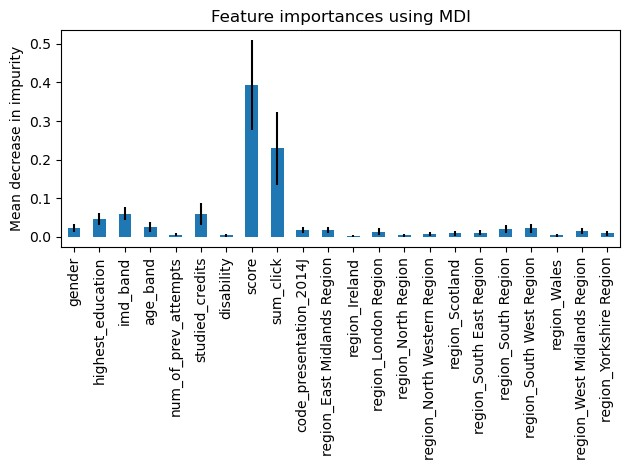 Feature importances using MDI
Mean decrease in impurity
0.5
0.4
0.3
0.2
0.1
0.0
gender
highest_education
imd_band
age_band
num_of_prev_attempts
studied_credits
disability
score
sum_click
code_presentation_2014J
region_East Midlands Region
region_Ireland
region_London Region
region_North Region
region_North Western Region
region_Scotland
region_South East Region
region_South Region
region_South West Region
region_Wales
region_West Midlands Region
region_Yorkshire Region